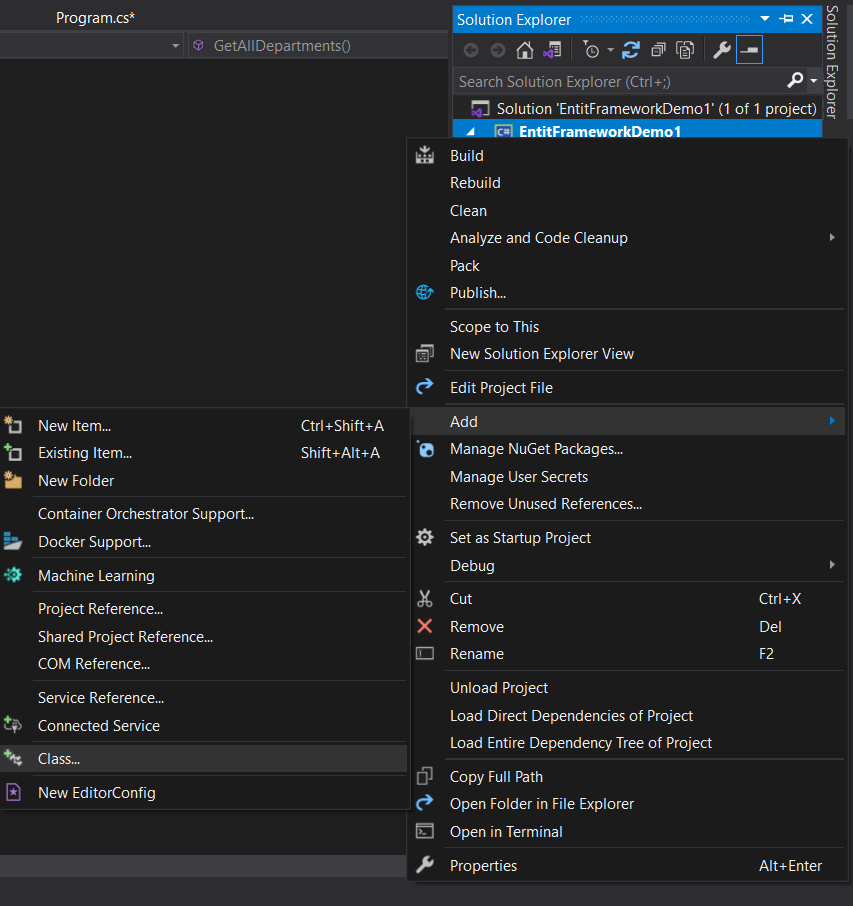 Program.cs*
GetAllDepartments()
Solution Explorer
Search Solution Explorer (Ctrl+;)
Solution 'EntitFrameworkDemo1' (1 of 1 project)
C# EntitFrameworkDemo1
Solution Explorer
Build
Rebuild
Clean
Analyze and Code Cleanup
Pack
Publish...
Scope to This
New Solution Explorer View
Edit Project File
Add
Manage NuGet Packages...
Manage User Secrets
Remove Unused References...
Set as Startup Project
Debug
Cut Ctrl+X
Remove Del
Rename F2
Unload Project
Load Direct Dependencies of Project
Load Entire Dependency Tree of Project
Copy Full Path
Open Folder in File Explorer
Open in Terminal
Properties Alt+Enter
New Item... Ctrl+Shift+A
Existing Item... Shift+Alt+A
New Folder
Container Orchestrator Support...
Docker Support...
Machine Learning
Project Reference...
Shared Project Reference...
COM Reference...
Service Reference...
Connected Service
Class...
New EditorConfig